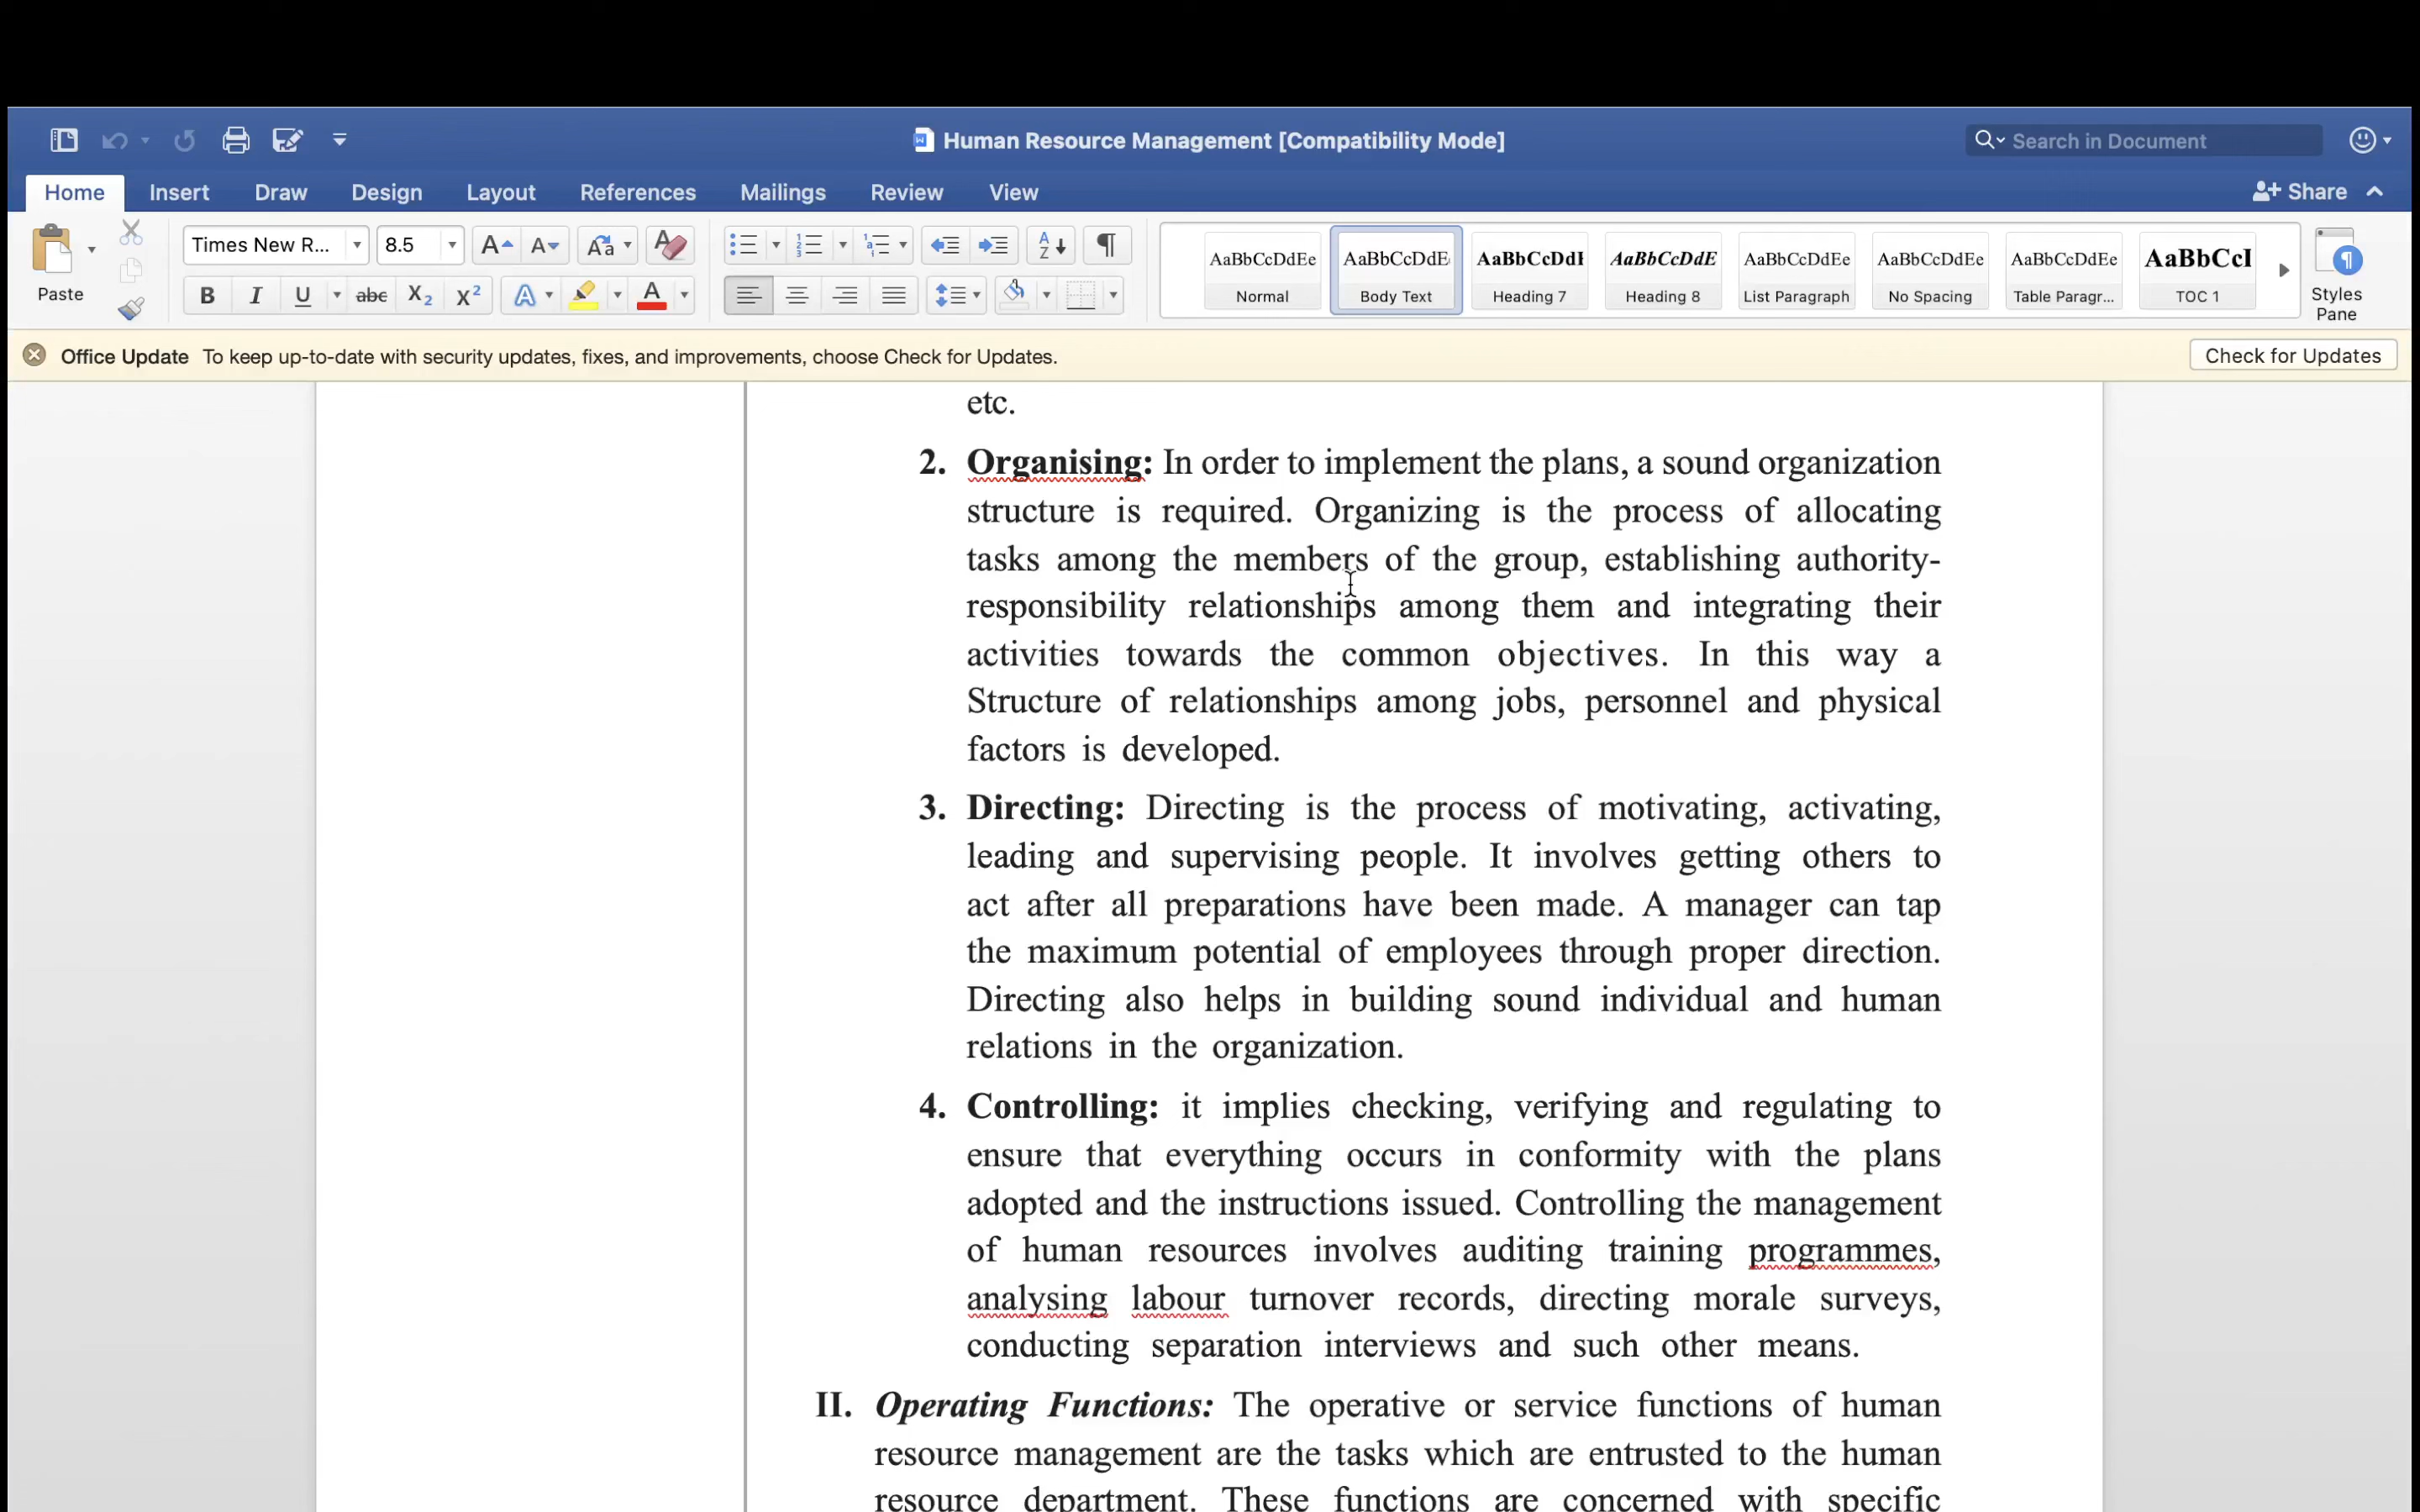 Human Resource Management [Compatibility Mode]
Search in Document
Home Insert Draw Design Layout References Mailings Review View
Share
Paste
Times New R... 8.5
AaBbCcDdEe AaBbCcDdE AaBbCcDdI AaBbCcDdE AaBbCcDdEe AaBbCcDdEe AaBbCcDdEe AaBbCcI
Normal Body Text Heading 7 Heading 8 List Paragraph No Spacing Table Paragr... TOC 1
Styles
Pane
Office Update To keep up-to-date with security updates, fixes, and improvements, choose Check for Updates.
Check for Updates
etc.
2. Organising: In order to implement the plans, a sound organization
structure is required. Organizing is the process of allocating
tasks among the members of the group, establishing authority-
responsibility relationships among them and integrating their
activities towards the common objectives. In this way a
Structure of relationships among jobs, personnel and physical
factors is developed.
3. Directing: Directing is the process of motivating, activating,
leading and supervising people. It involves getting others to
act after all preparations have been made. A manager can tap
the maximum potential of employees through proper direction.
Directing also helps in building sound individual and human
relations in the organization.
4. Controlling: it implies checking, verifying and regulating to
ensure that everything occurs in conformity with the plans
adopted and the instructions issued. Controlling the management
of human resources involves auditing training programmes,
analysing labour turnover records, directing morale surveys,
conducting separation interviews and such other means.
II. Operating Functions: The operative or service functions of human
resource management are the tasks which are entrusted to the human
resource department. These functions are concerned with specific